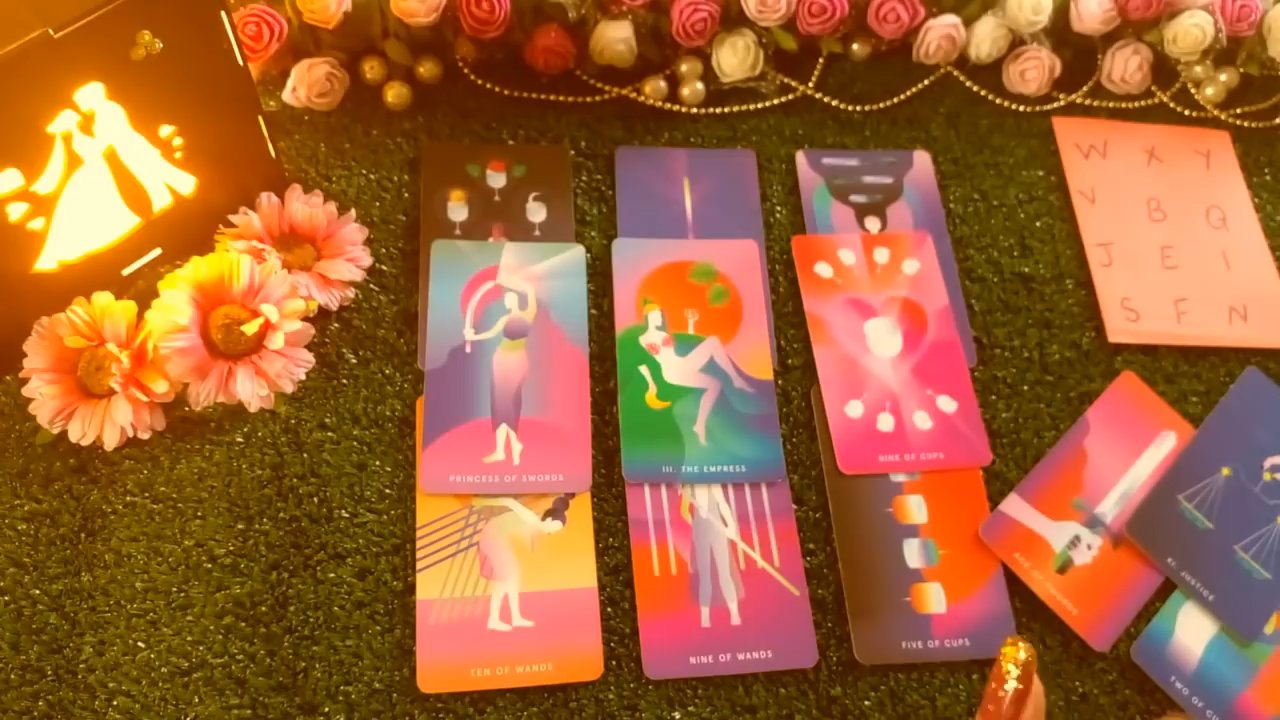 W X Y
V B Q
J E I
S F N
PRINCESS OF SWORDS
III. THE EMPRESS
NINE OF CUPS
ACE OF SWORDS
XI. JUSTICE
TEN OF WANDS
NINE OF WANDS
FIVE OF CUPS
TWO OF